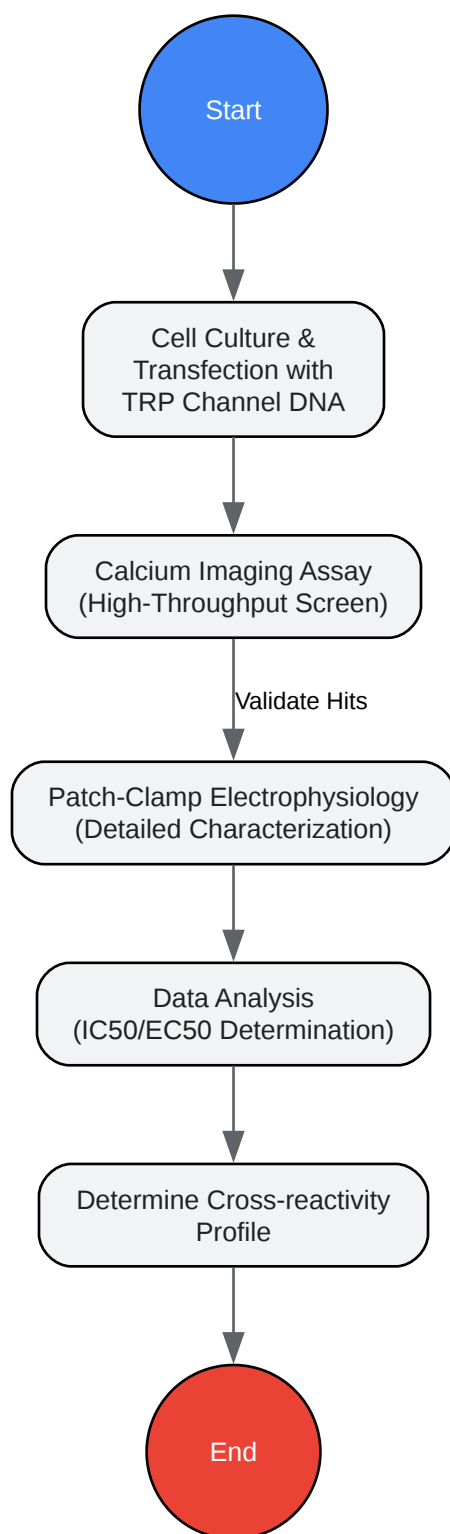 Start
Cell Culture &
Transfection with
TRP Channel DNA
Calcium Imaging Assay
(High-Throughput Screen)
Validate Hits
Patch-Clamp Electrophysiology
(Detailed Characterization)
Data Analysis
(IC50/EC50 Determination)
Determine Cross-reactivity
Profile
End